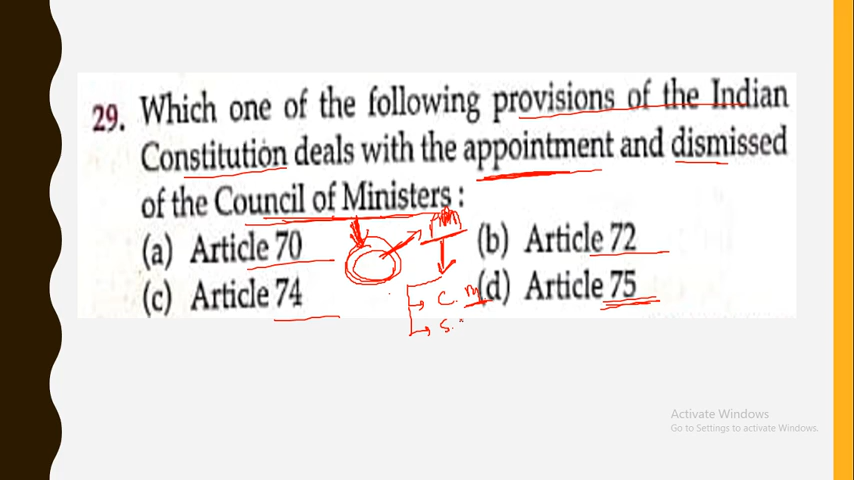 29. Which one of the following provisions of the Indian
Constitution deals with the appointment and dismissed
of the Council of Ministers :
(a) Article 70 (b) Article 72
(c) Article 74 (d) Article 75
PM
C. M
S.
Activate Windows
Go to Settings to activate Windows.